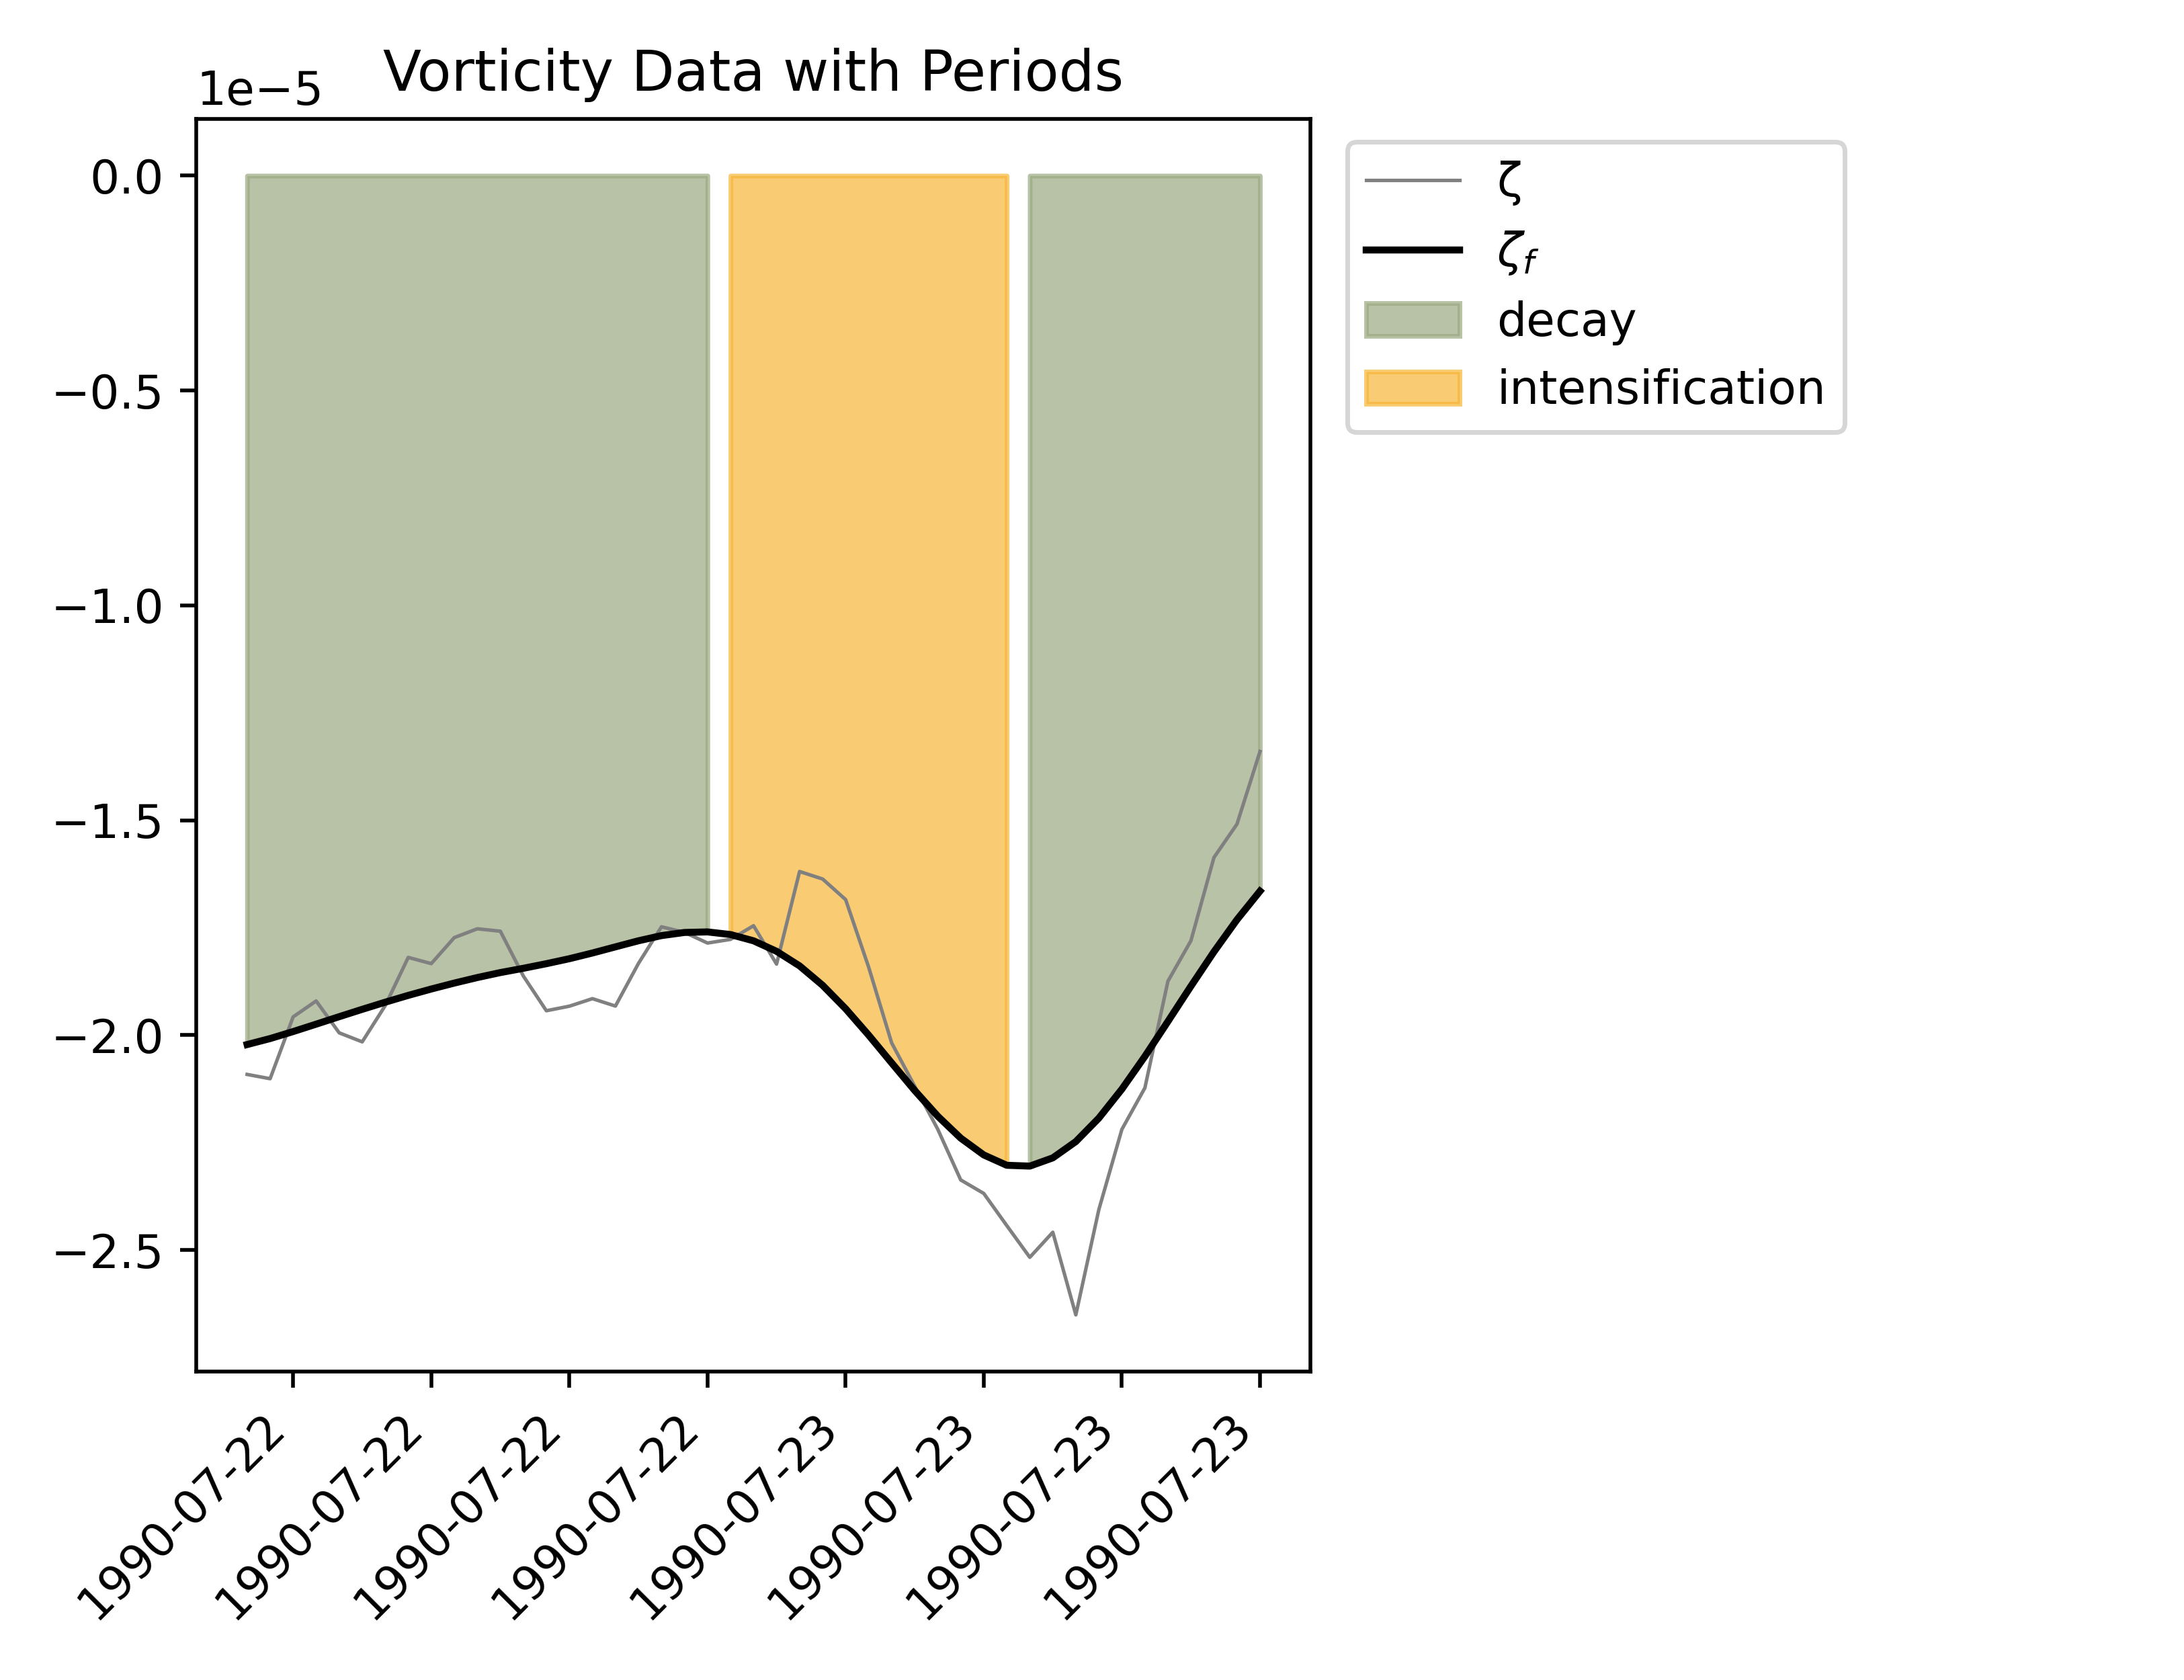 Vorticity Data with Periods
1e−5
0.0
−0.5
−1.0
−1.5
−2.0
−2.5
1990-07-22
1990-07-22
1990-07-22
1990-07-22
1990-07-23
1990-07-23
1990-07-23
1990-07-23
ζ
ζf
decay
intensification